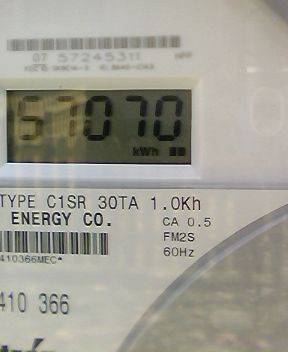 07 57245311
57070
kWh
TYPE C1SR 30TA 1.0Kh
ENERGY CO.
CA 0.5
FM2S
60Hz
410366MEC*
410 366